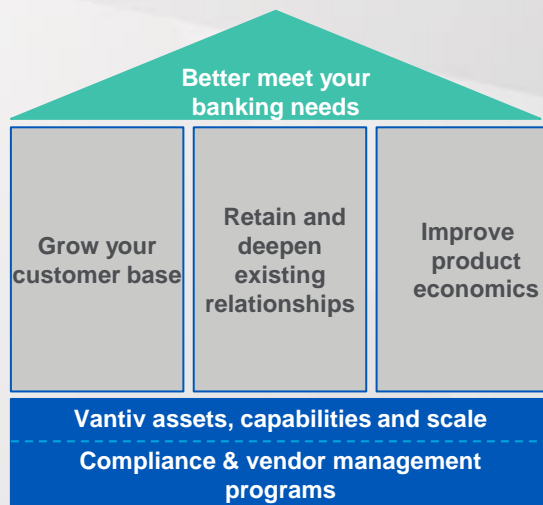 Better meet your
banking needs
Grow your
customer base
Retain and
deepen
existing
relationships
Improve
product
economics
Vantiv assets, capabilities and scale
Compliance & vendor management
programs